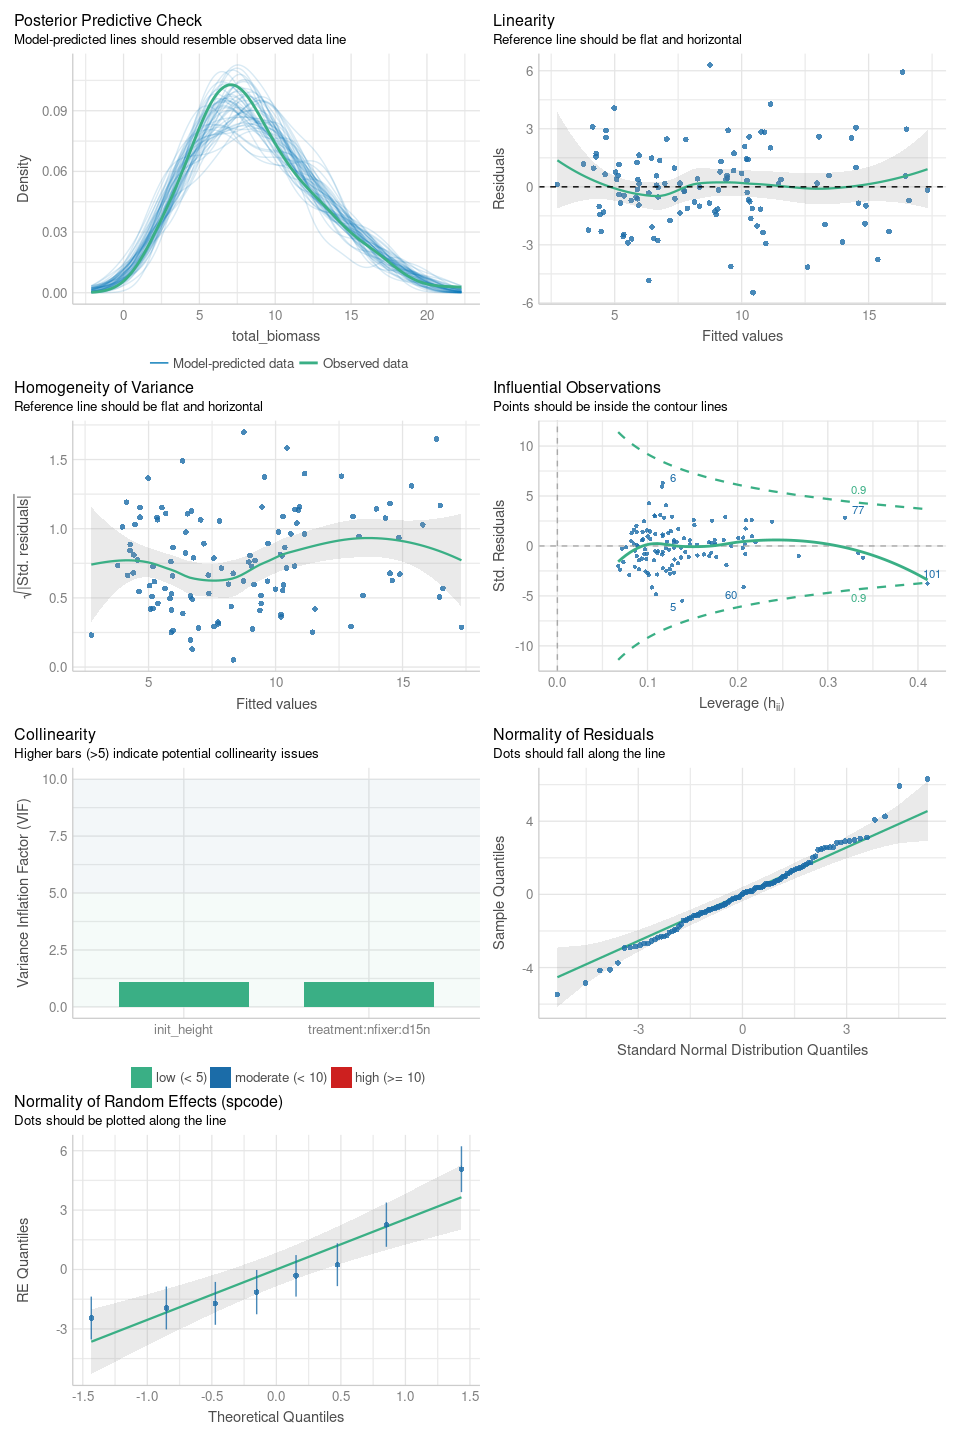 Posterior Predictive Check
Model-predicted lines should resemble observed data line
Density
0.09
0.06
0.03
0.00
0
5
10
15
20
total_biomass
Model-predicted data
Observed data
Linearity
Reference line should be flat and horizontal
Residuals
6
3
0
-3
-6
5
10
15
Fitted values
Homogeneity of Variance
Reference line should be flat and horizontal
√|Std. residuals|
1.5
1.0
0.5
0.0
5
10
15
Fitted values
Influential Observations
Points should be inside the contour lines
Std. Residuals
10
5
0
-5
-10
6
0.9
77
101
60
5
0.9
0.0
0.1
0.2
0.3
0.4
Leverage (hii)
Collinearity
Higher bars (>5) indicate potential collinearity issues
Variance Inflation Factor (VIF)
10.0
7.5
5.0
2.5
0.0
init_height
treatment:nfixer:d15n
low (< 5)
moderate (< 10)
high (>= 10)
Normality of Residuals
Dots should fall along the line
Sample Quantiles
4
0
-4
-3
0
3
Standard Normal Distribution Quantiles
Normality of Random Effects (spcode)
Dots should be plotted along the line
RE Quantiles
6
3
0
-3
-1.5
-1.0
-0.5
0.0
0.5
1.0
1.5
Theoretical Quantiles